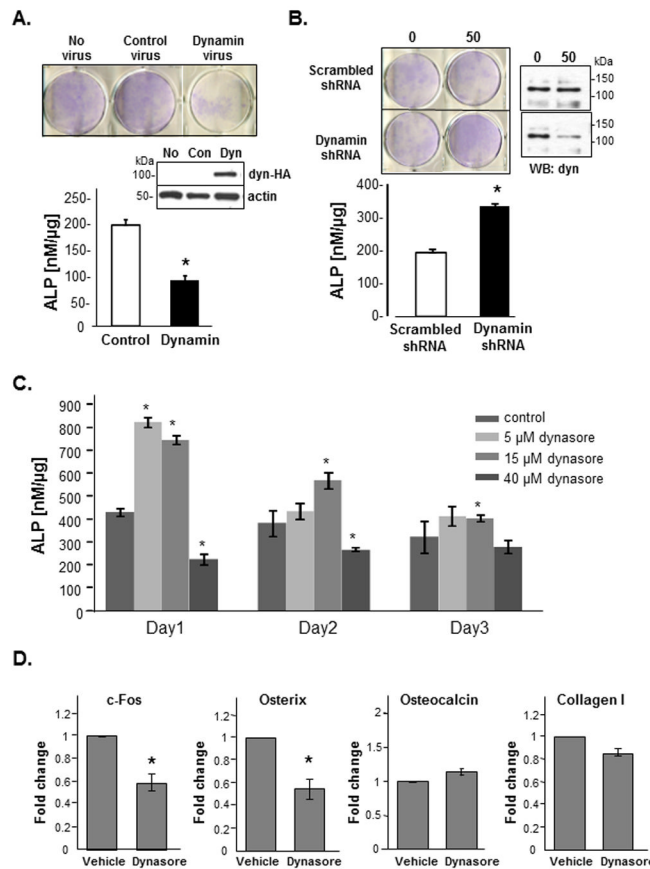 A.
No virus Control virus Dynamin virus
kDa No Con Dyn
100- dyn-HA
50- actin
ALP [nM/µg]
250-
200-
150-
100-
50-
0-
*
Control Dynamin
B.
0 50
Scrambled shRNA
Dynamin shRNA
0 50 kDa
150
100
150
100
WB: dyn
ALP [nM/µg]
400-
300-
200-
100-
0-
*
Scrambled shRNA Dynamin shRNA
C.
ALP [nM/µg]
900
800
700
600
500
400
300
200
100
0
* * * * * *
control
5 µM dynasore
15 µM dynasore
40 µM dynasore
Day1 Day2 Day3
D.
c-Fos
Fold change
1.2
1
0.8
0.6
0.4
0.2
0
*
Vehicle Dynasore
Osterix
Fold change
1.2
1
0.8
0.6
0.4
0.2
0
*
Vehicle Dynasore
Osteocalcin
Fold change
2
1.5
1
0.5
0
Vehicle Dynasore
Collagen I
Fold change
1.2
1
0.8
0.6
0.4
0.2
0
Vehicle Dynasore